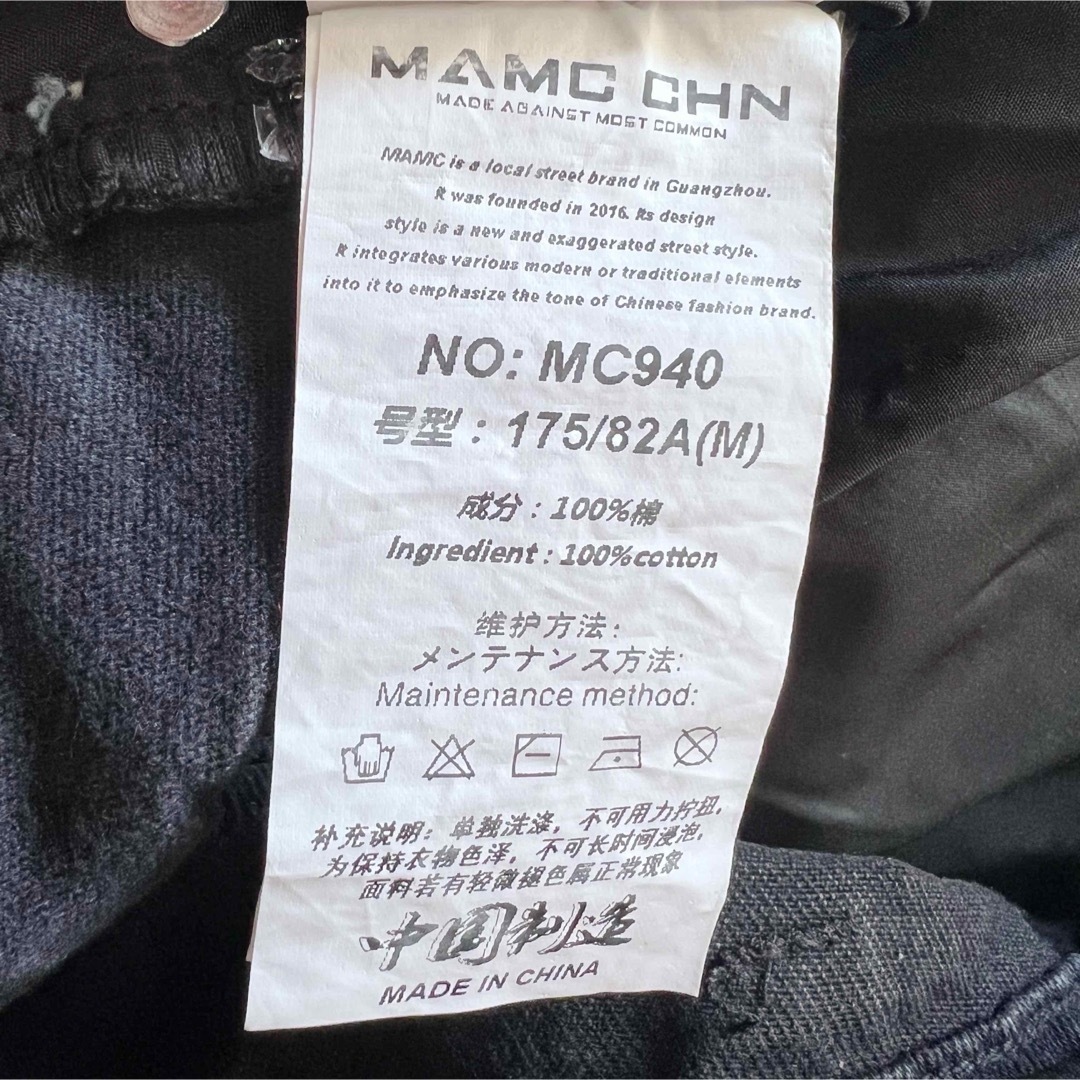 MAMC CHN
MADE AGAINST MOST COMMON
MAMC is a local street brand in Guangzhou.
It was founded in 2016. Its design
style is a new and exaggerated street style.
It integrates various modern or traditional elements
into it to emphasize the tone of Chinese fashion brand.
NO: MC940
号型：175/82A(M)
成分：100%棉
Ingredient：100%cotton
维护方法：
メンテナンス方法:
Maintenance method:
补充说明：单独洗涤，不可用力拧扭，
为保持衣物色泽，不可长时间浸泡，
面料若有轻微褪色属正常现象
中国制造
MADE IN CHINA